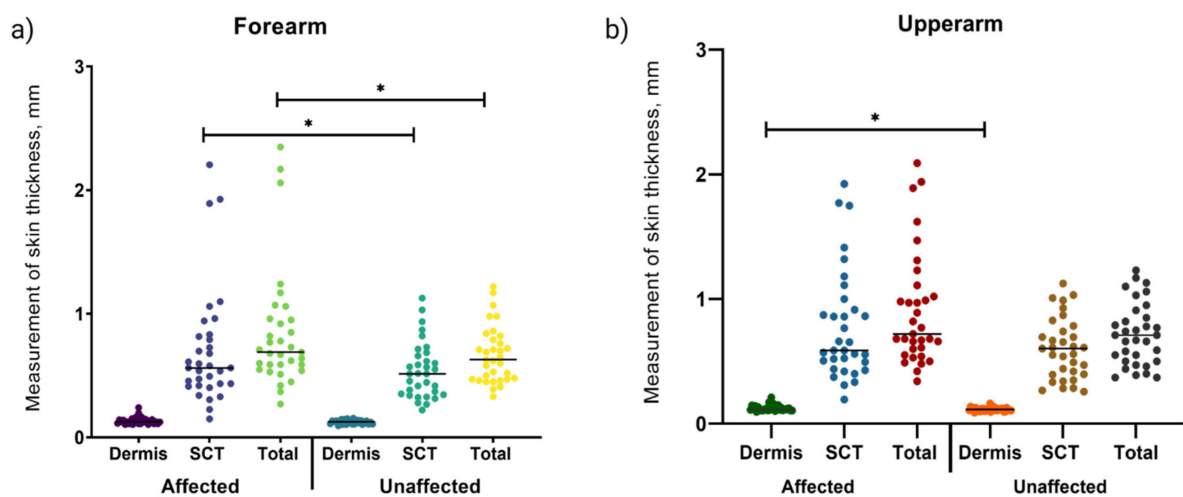 a) Forearm
Measurement of skin thickness, mm
3
2
1
0
*
*
Dermis SCT Total Dermis SCT Total
Affected Unaffected
b) Upperarm
Measurement of skin thickness, mm
3
2
1
0
*
Dermis SCT Total Dermis SCT Total
Affected Unaffected